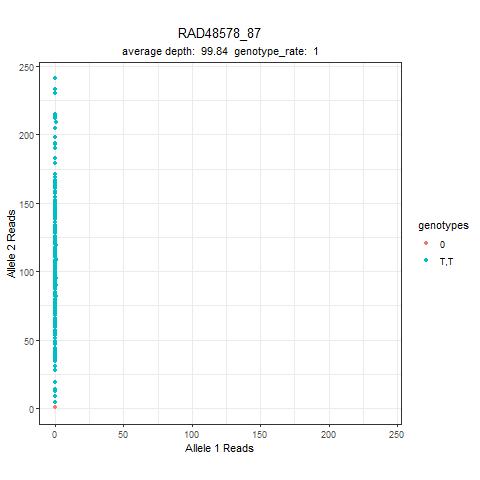 RAD48578_87
average depth:  99.84  genotype_rate:  1
250
200
150
100
50
0
Allele 2 Reads
0 50 100 150 200 250
Allele 1 Reads
genotypes
0
T,T